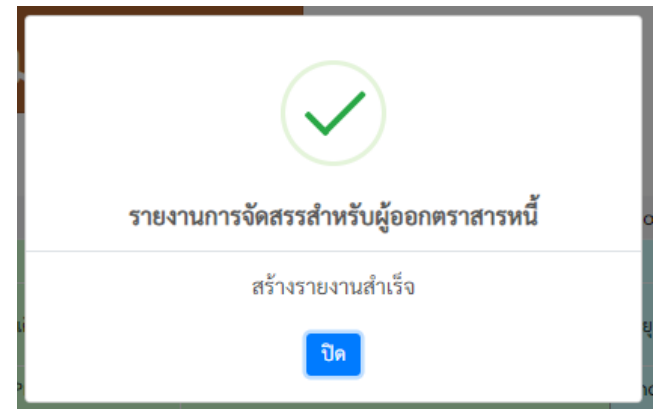 รายงานการจัดสรรสำหรับผู้ออกตราสารหนี้
สร้างรายงานสำเร็จ
ปิด